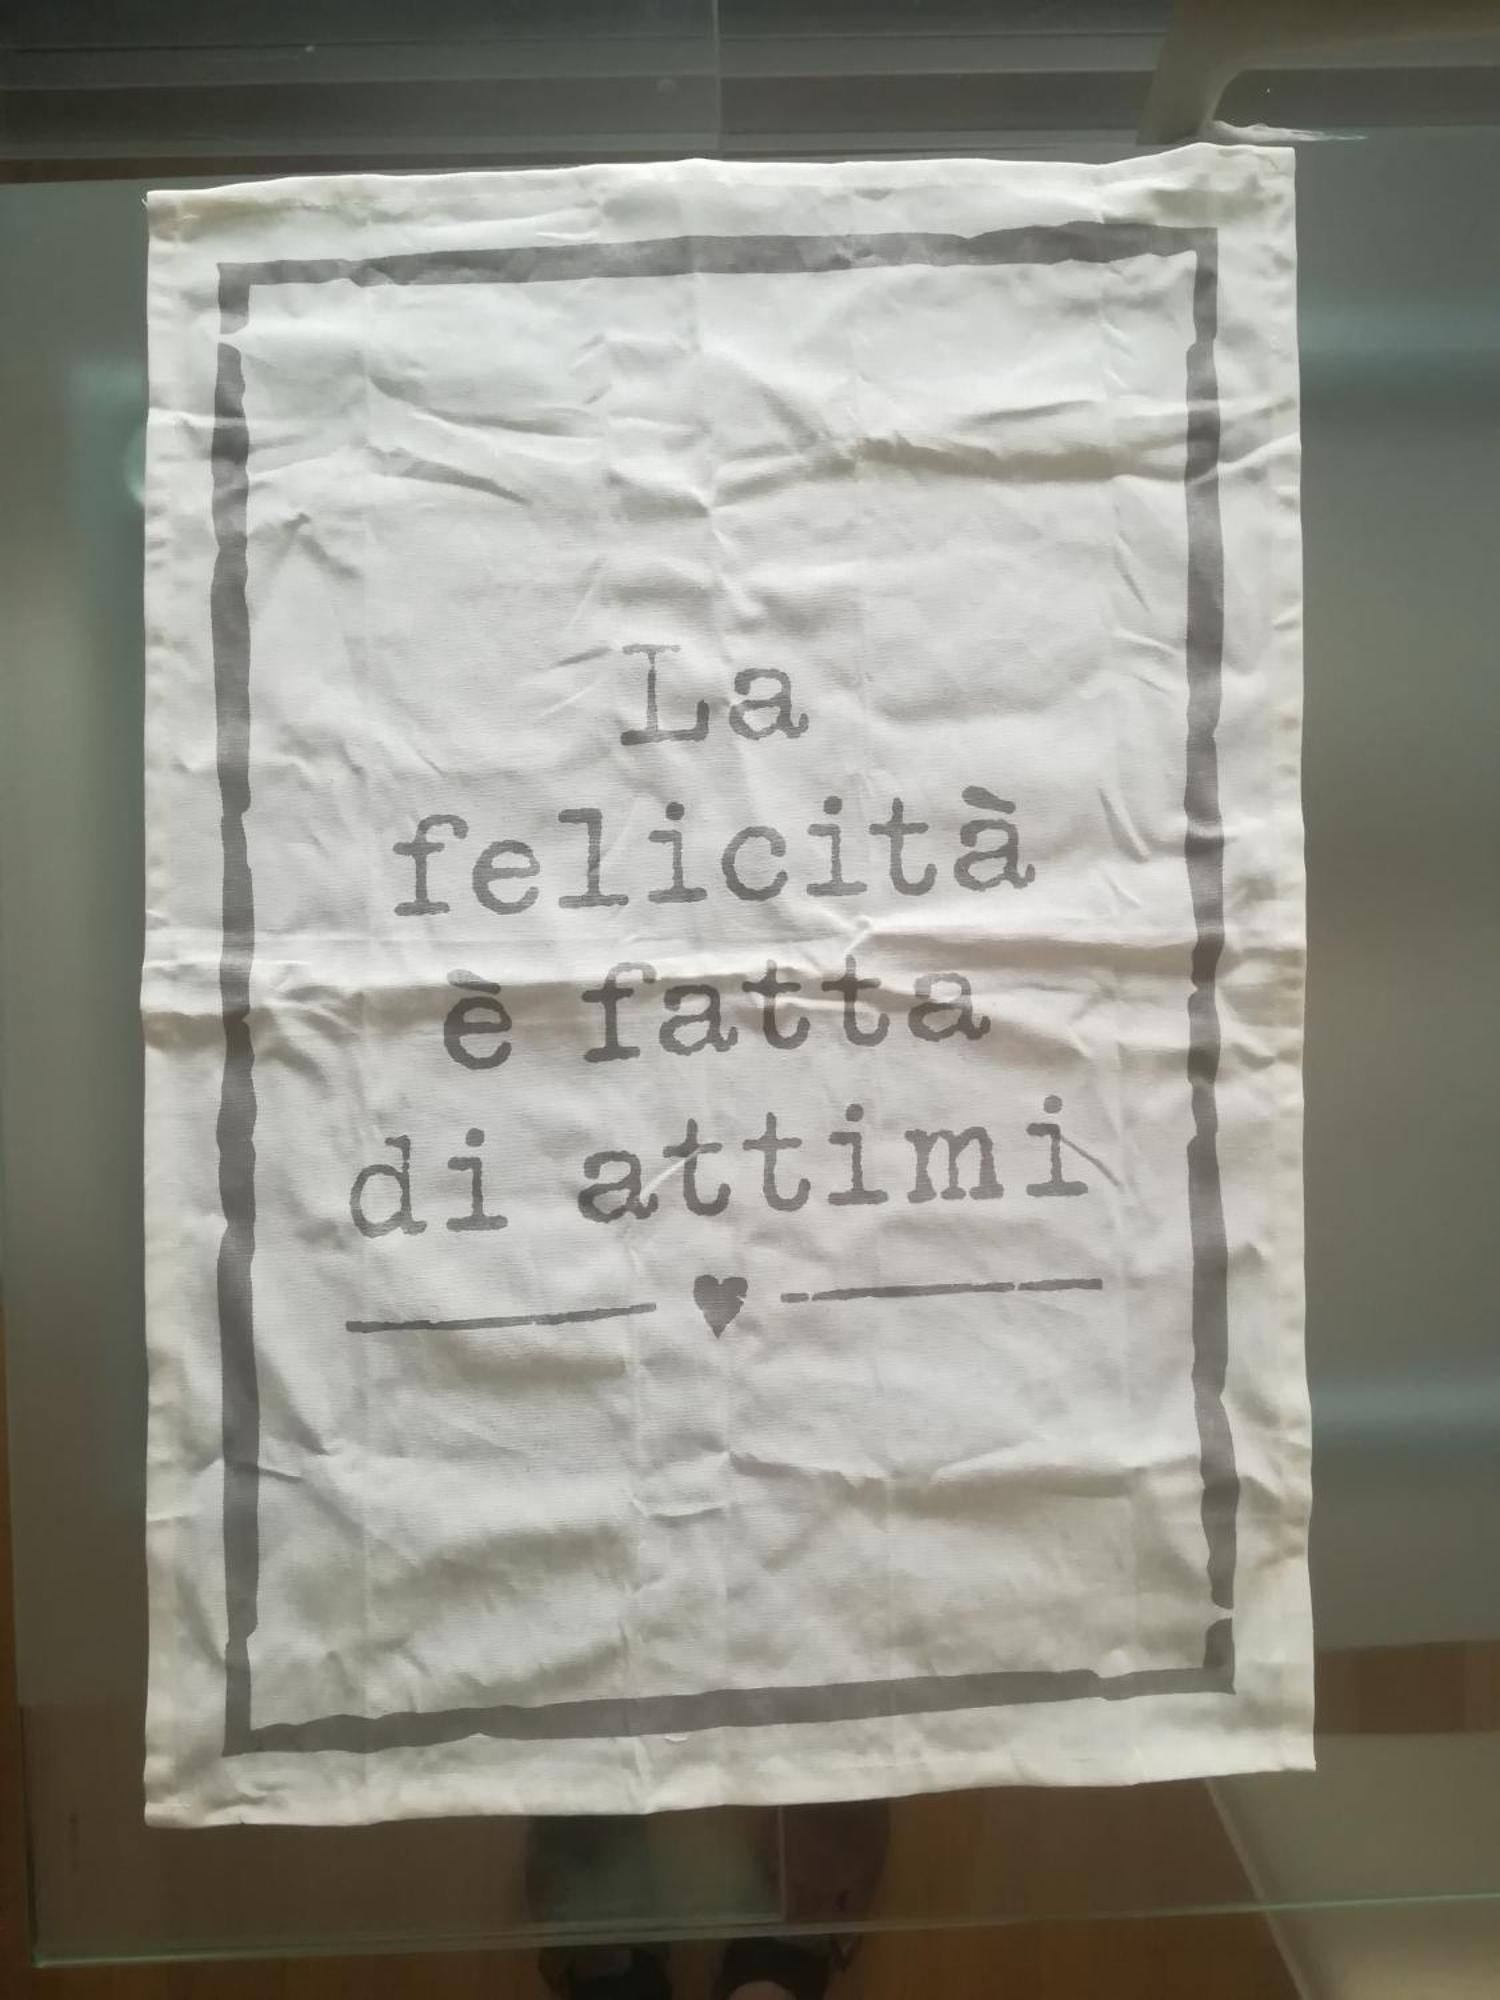 La
felicità
è fatta
di attimi